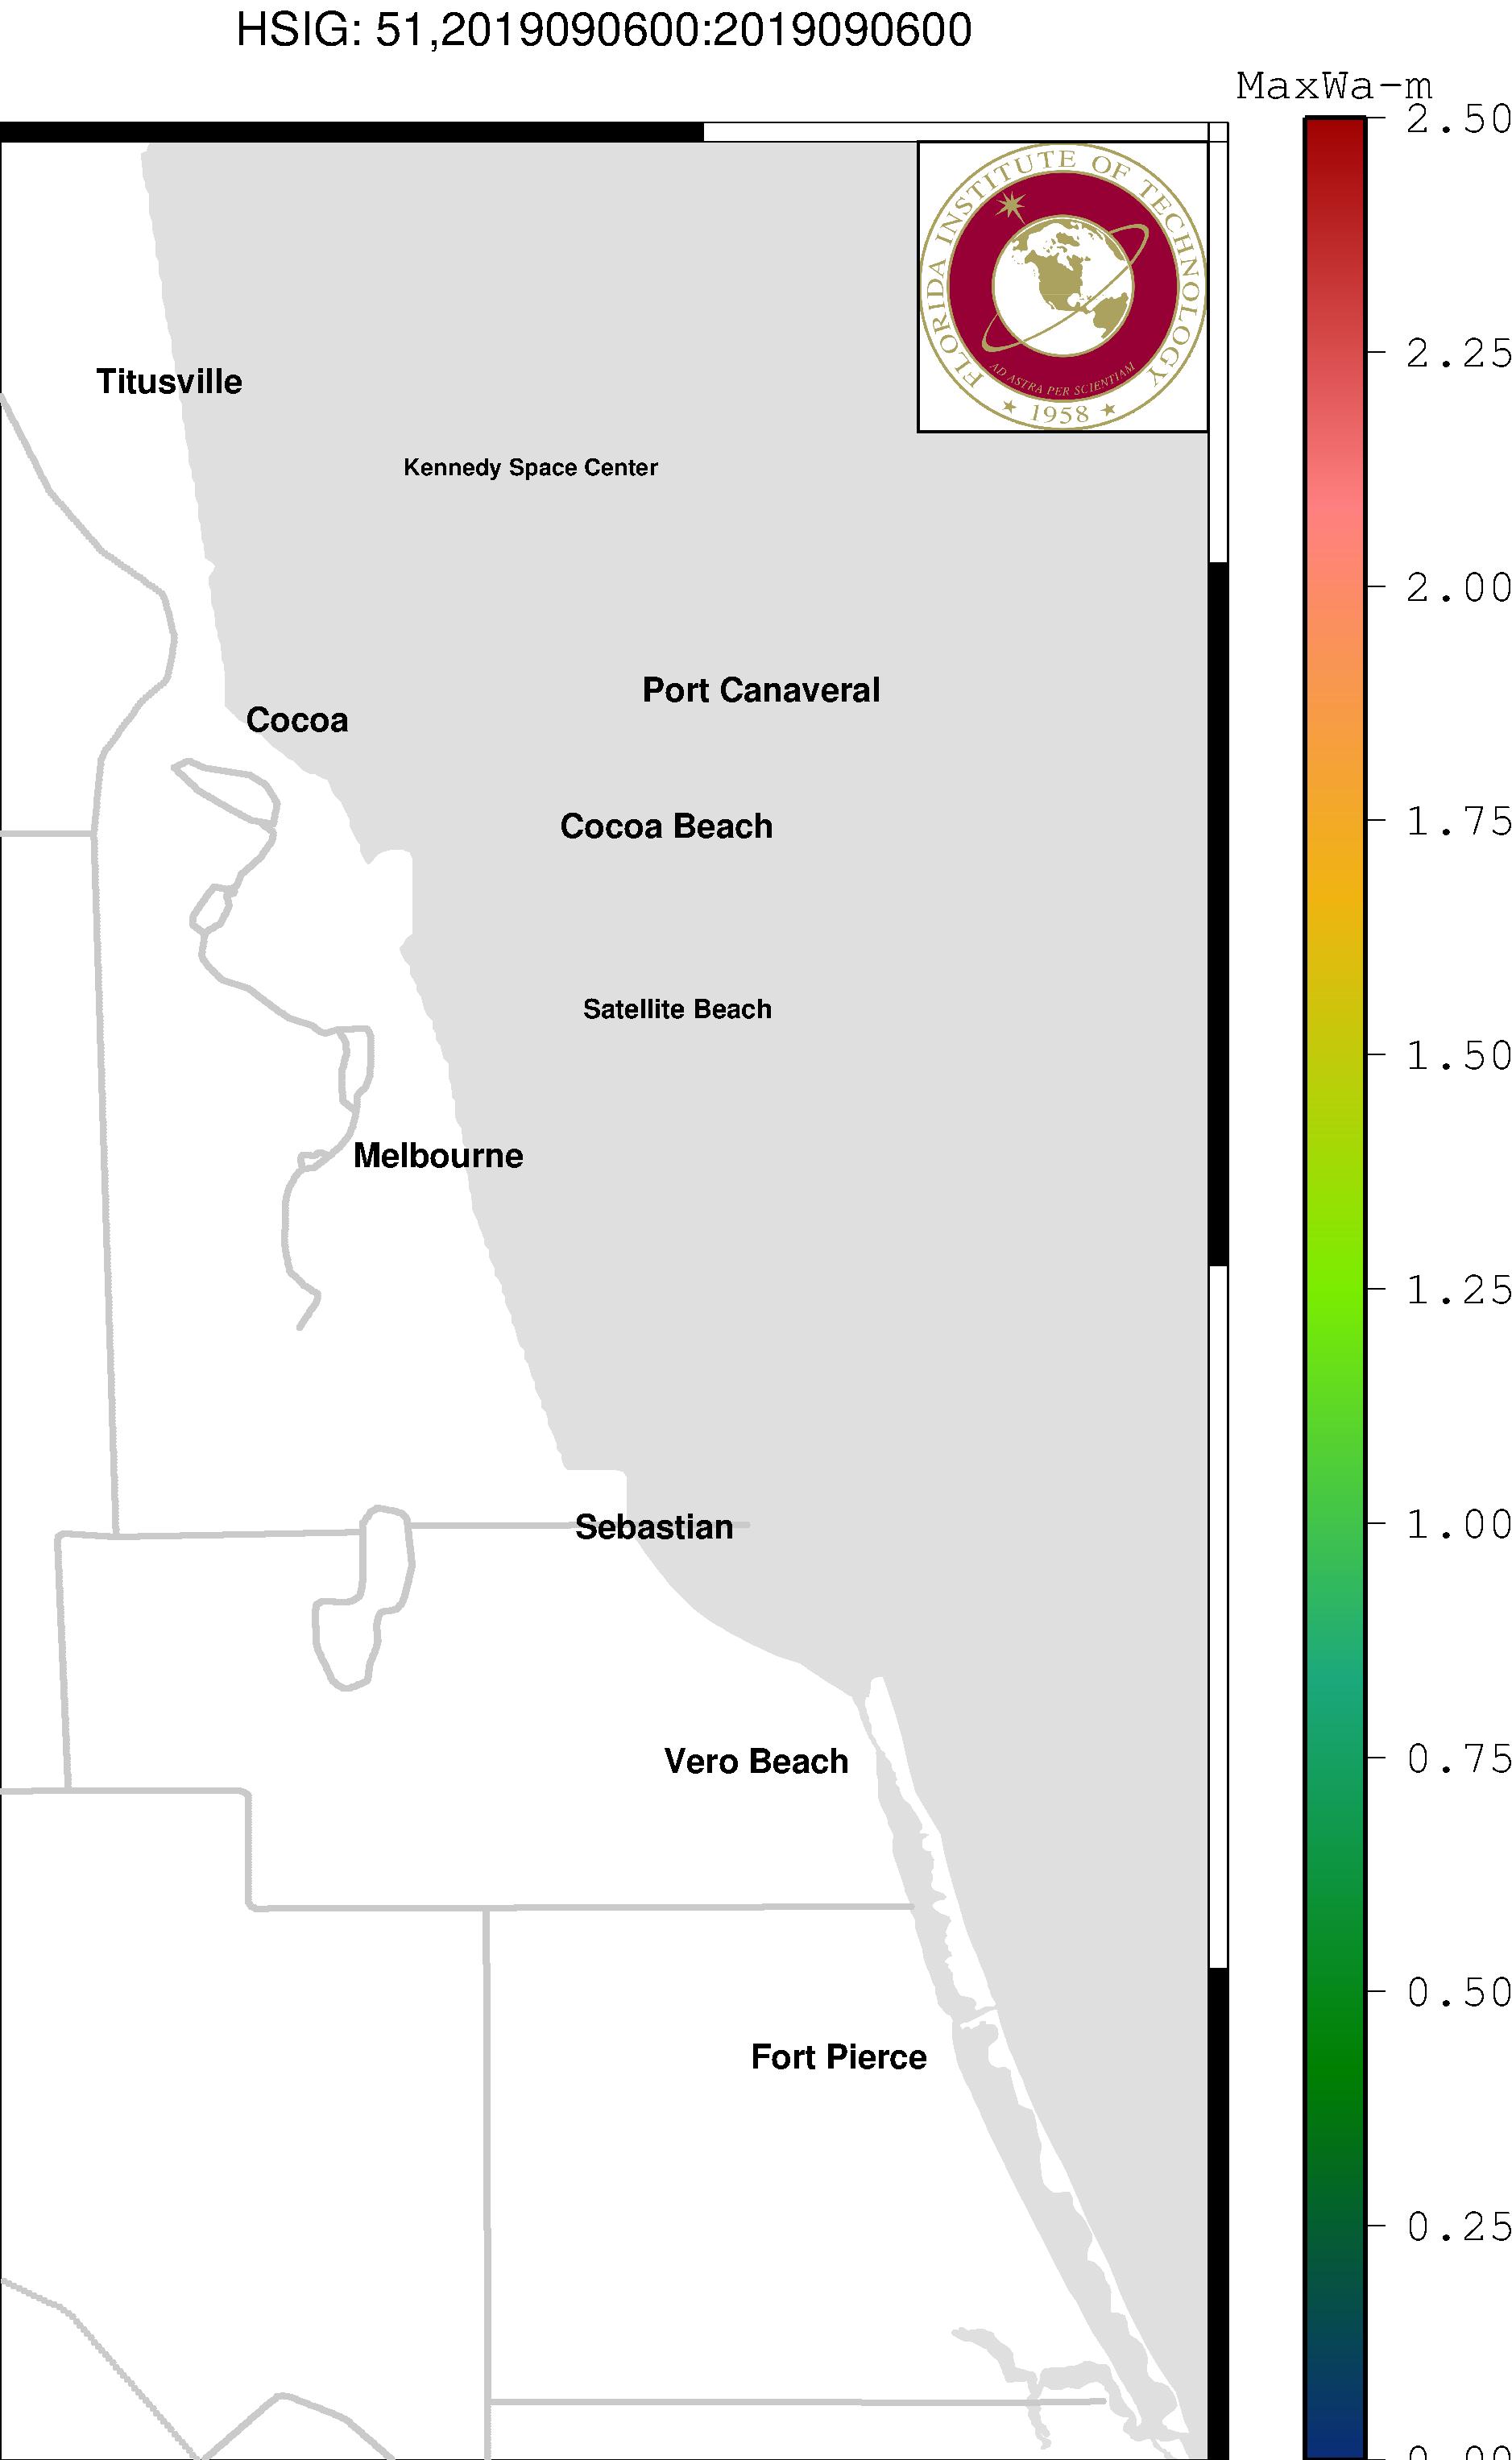 HSIG: 51,2019090600:2019090600
MaxWa-m
2.50
FLORIDA INSTITUTE OF TECHNOLOGY
AD ASTRA PER SCIENTIAM
1958
2.25
Titusville
Kennedy Space Center
2.00
Port Canaveral
Cocoa
1.75
Cocoa Beach
Satellite Beach
1.50
Melbourne
1.25
1.00
Sebastian
0.75
Vero Beach
0.50
Fort Pierce
0.25
0.00